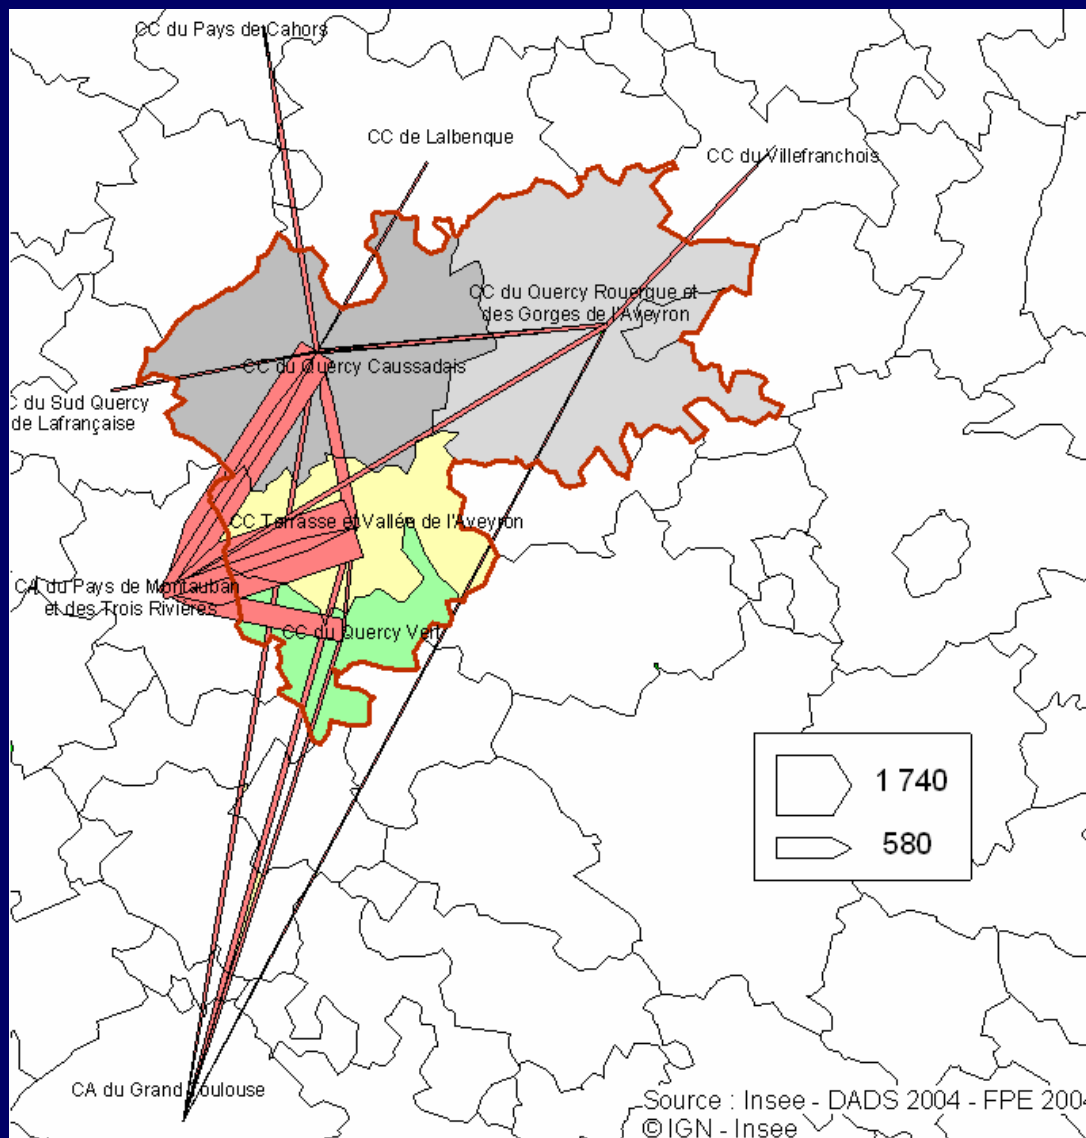 CC du Pays de Cahors
CC de Lalbenque
CC du Villefranchois
CC du Quercy Rouergue et
des Gorges de l'Aveyron
CC du Quercy Caussadais
C du Sud Quercy
de Lafrançaise
CC Terrasse et Vallée de l'Aveyron
CA du Pays de Montauban
et des Trois Rivières
CC du Quercy Vert
1 740
580
CA du Grand Toulouse
Source : Insee - DADS 2004 - FPE 2004
© IGN - Insee